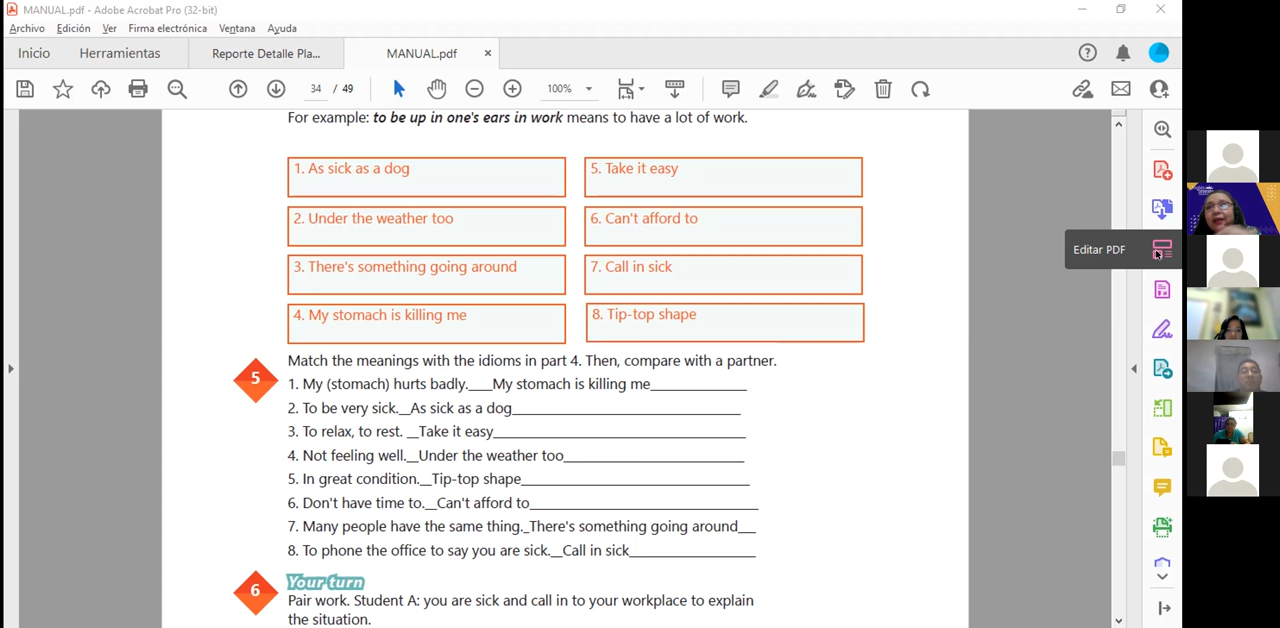 MANUAL.pdf - Adobe Acrobat Pro (32-bit)
Archivo Edición Ver Firma electrónica Ventana Ayuda
Inicio Herramientas Reporte Detalle Pla... MANUAL.pdf ×
34 / 49 100%
For example: to be up in one's ears in work means to have a lot of work.
1. As sick as a dog
5. Take it easy
2. Under the weather too
6. Can't afford to
3. There's something going around
7. Call in sick
4. My stomach is killing me
8. Tip-top shape
Editar PDF
5
Match the meanings with the idioms in part 4. Then, compare with a partner.
1. My (stomach) hurts badly.____My stomach is killing me________________
2. To be very sick.__As sick as a dog______________________________
3. To relax, to rest. __Take it easy_________________________________
4. Not feeling well.__Under the weather too_______________________
5. In great condition.__Tip-top shape______________________________
6. Don't have time to.__Can't afford to______________________________
7. Many people have the same thing._There's something going around___
8. To phone the office to say you are sick.__Call in sick________________
6
Your turn
Pair work. Student A: you are sick and call in to your workplace to explain
the situation.